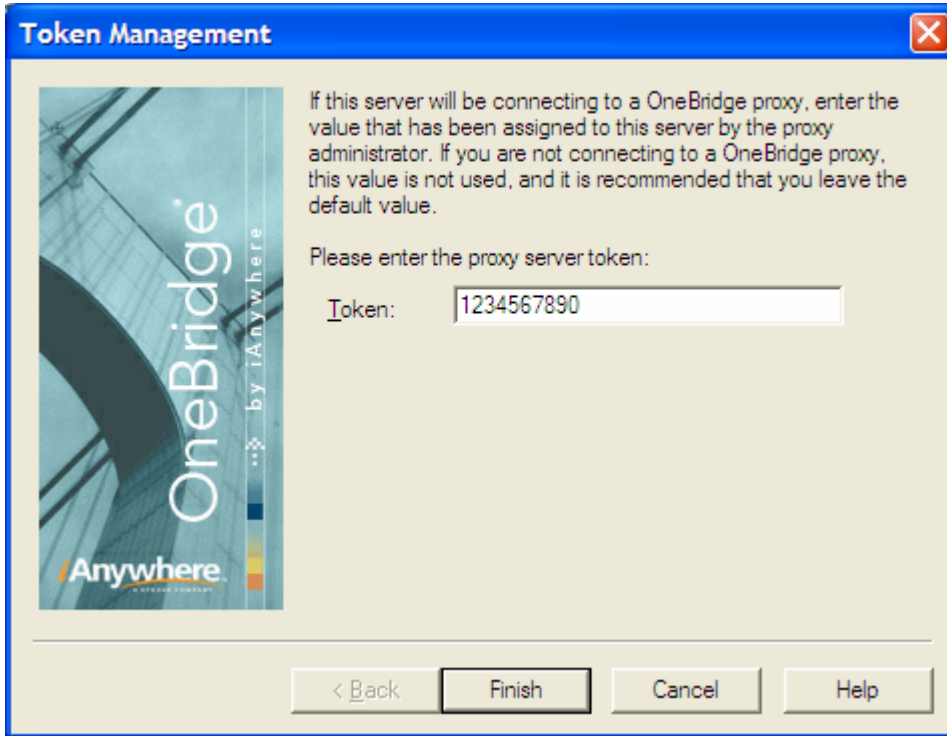 Token Management
If this server will be connecting to a OneBridge proxy, enter the
value that has been assigned to this server by the proxy
administrator. If you are not connecting to a OneBridge proxy,
this value is not used, and it is recommended that you leave the
default value.
Please enter the proxy server token:
Token: 1234567890
OneBridge
by iAnywhere
iAnywhere
A SYBASE COMPANY
< Back Finish Cancel Help